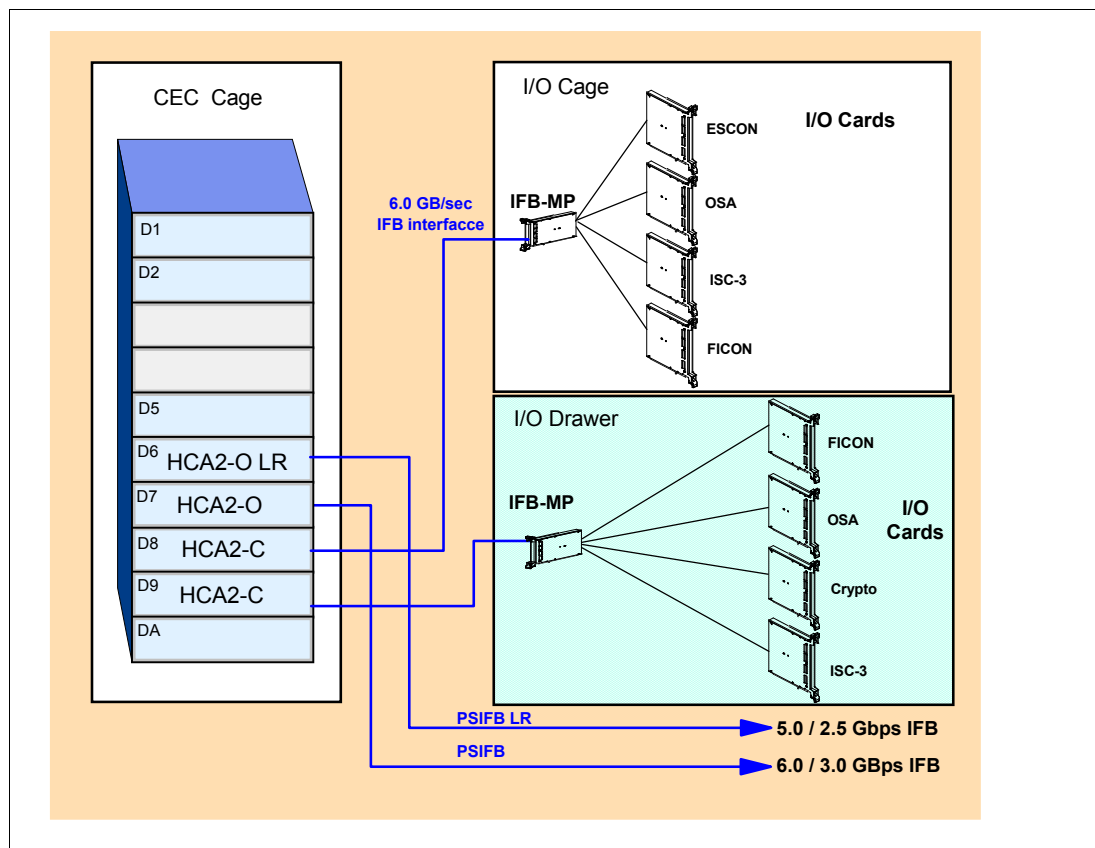 CEC Cage
D1
D2
D5
D6 HCA2-O LR
D7 HCA2-O
D8 HCA2-C
D9 HCA2-C
DA
6.0 GB/sec
IFB interfacce
I/O Cage
I/O Cards
IFB-MP
ESCON
OSA
ISC-3
FICON
I/O Drawer
IFB-MP
I/O
Cards
FICON
OSA
Crypto
ISC-3
PSIFB LR
5.0 / 2.5 Gbps IFB
PSIFB
6.0 / 3.0 GBps IFB